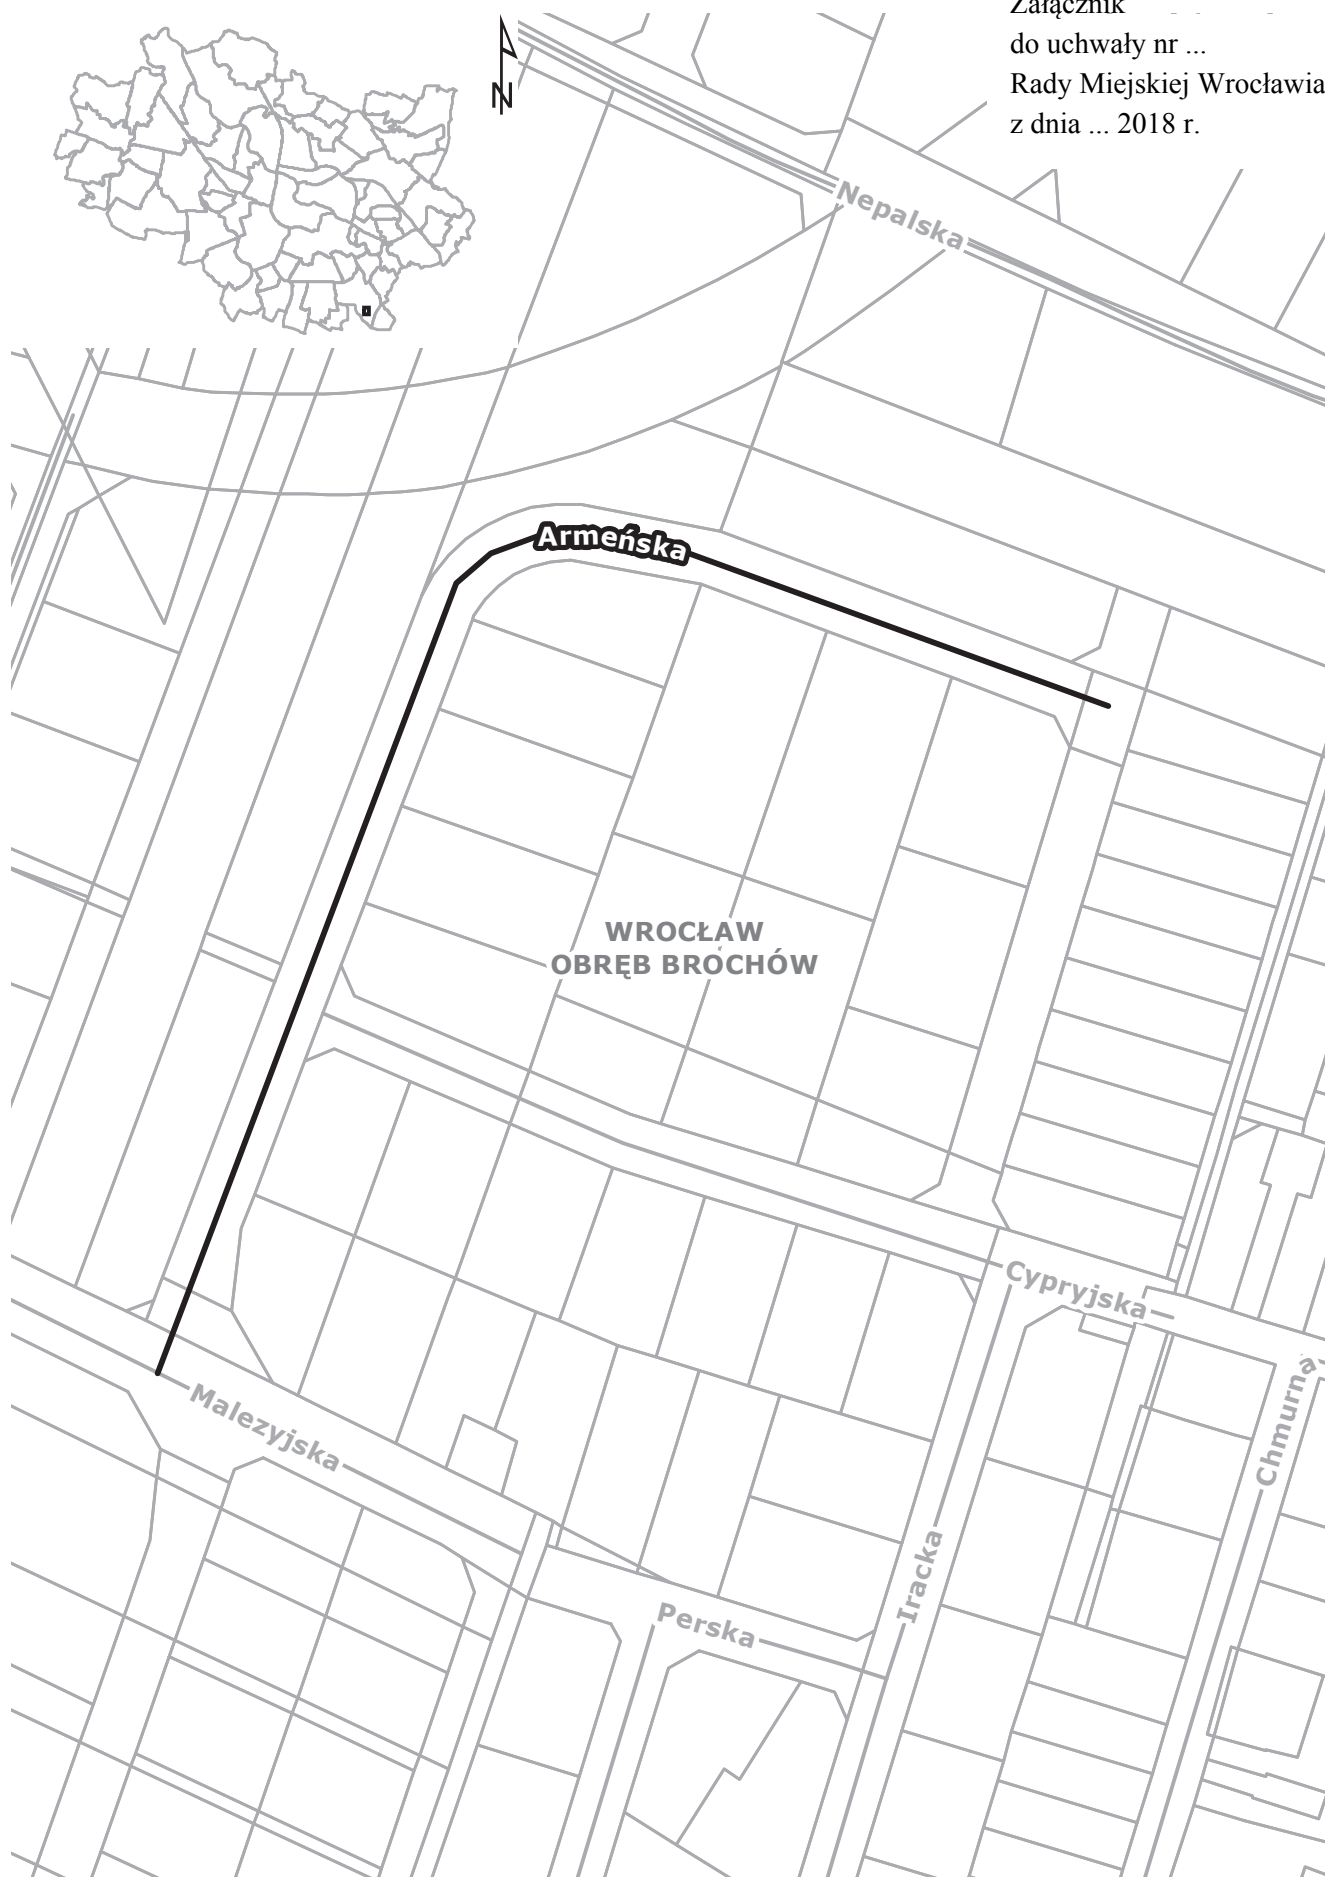 Załącznik
do uchwały nr ...
Rady Miejskiej Wrocławia
z dnia ... 2018 r.
N
Nepalska
Armeńska
WROCŁAW
OBRĘB BROCHÓW
Cypryjska
Chmurna
Malezyjska
Iracka
Perska